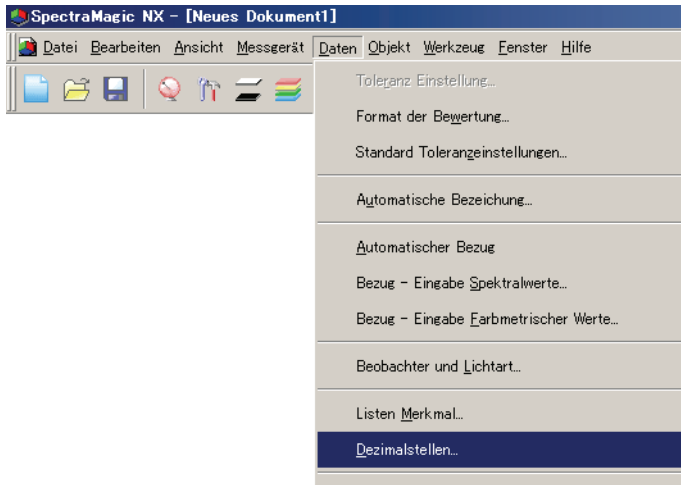 SpectraMagic NX - [Neues Dokument1]
Datei Bearbeiten Ansicht Messgerät Daten Objekt Werkzeug Fenster Hilfe
Toleranz Einstellung...
Format der Bewertung...
Standard Toleranzeinstellungen...
Automatische Bezeichung...
Automatischer Bezug
Bezug - Eingabe Spektralwerte...
Bezug - Eingabe Farbmetrischer Werte...
Beobachter und Lichtart...
Listen Merkmal...
Dezimalstellen...